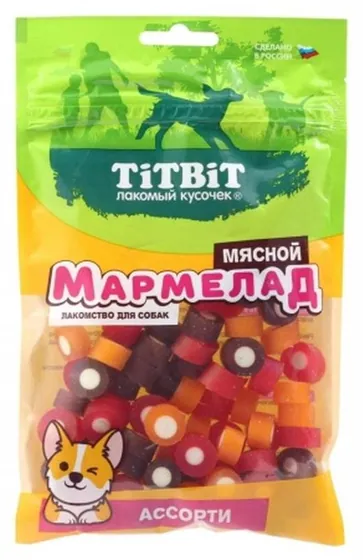 СДЕЛАНО
В РОССИИ
TiTBiT
лакомый кусочек®
МЯСНОЙ
МАРМЕЛАД
ЛАКОМСТВО ДЛЯ СОБАК
АССОРТИ